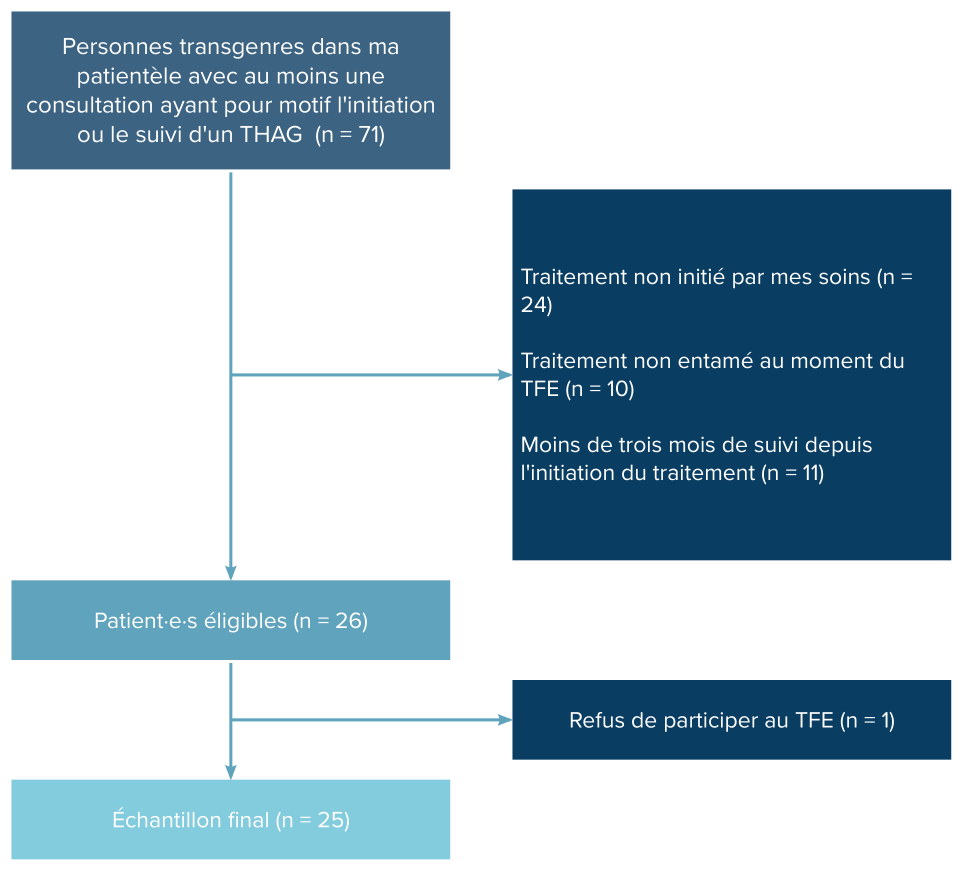 Personnes transgenres dans ma
patientèle avec au moins une
consultation ayant pour motif l'initiation
ou le suivi d'un THAG  (n = 71)
Traitement non initié par mes soins (n =
24)
Traitement non entamé au moment du
TFE (n = 10)
Moins de trois mois de suivi depuis
l'initiation du traitement (n = 11)
Patient·e·s éligibles (n = 26)
Refus de participer au TFE (n = 1)
Échantillon final (n = 25)